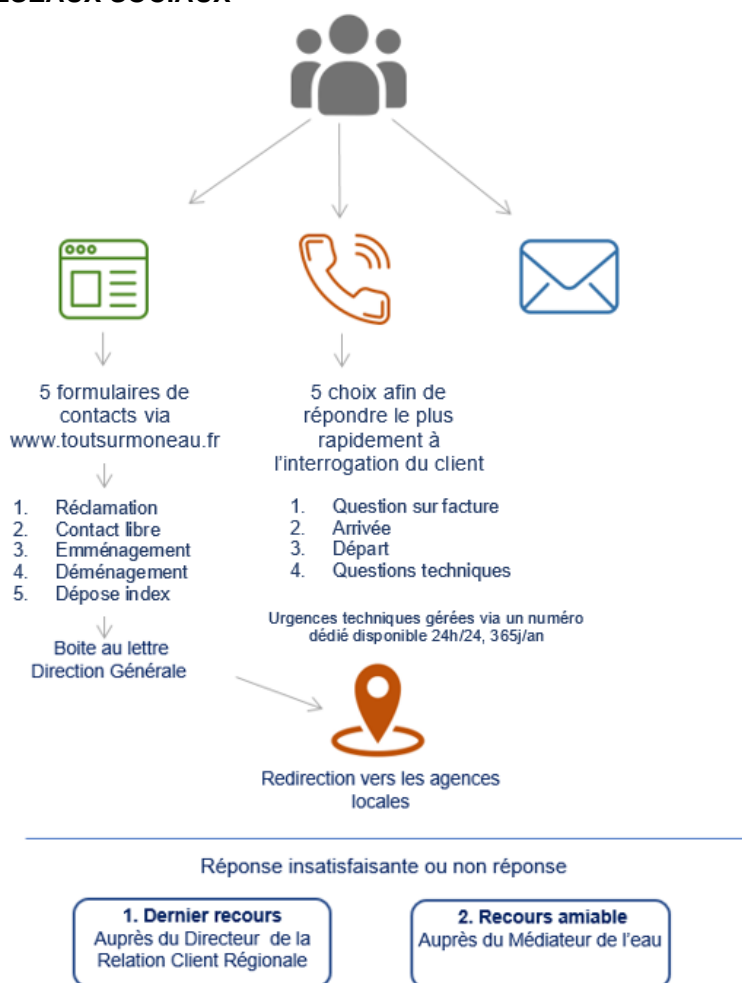 RESEAUX SOCIAUX
5 formulaires de
contacts via
www.toutsurmoneau.fr
1. Réclamation
2. Contact libre
3. Emménagement
4. Déménagement
5. Dépose index
Boite au lettre
Direction Générale
5 choix afin de
répondre le plus
rapidement à
l'interrogation du client
1. Question sur facture
2. Arrivée
3. Départ
4. Questions techniques
Urgences techniques gérées via un numéro
dédié disponible 24h/24, 365j/an
Redirection vers les agences
locales
Réponse insatisfaisante ou non réponse
1. Dernier recours
Auprès du Directeur de la
Relation Client Régionale
2. Recours amiable
Auprès du Médiateur de l'eau